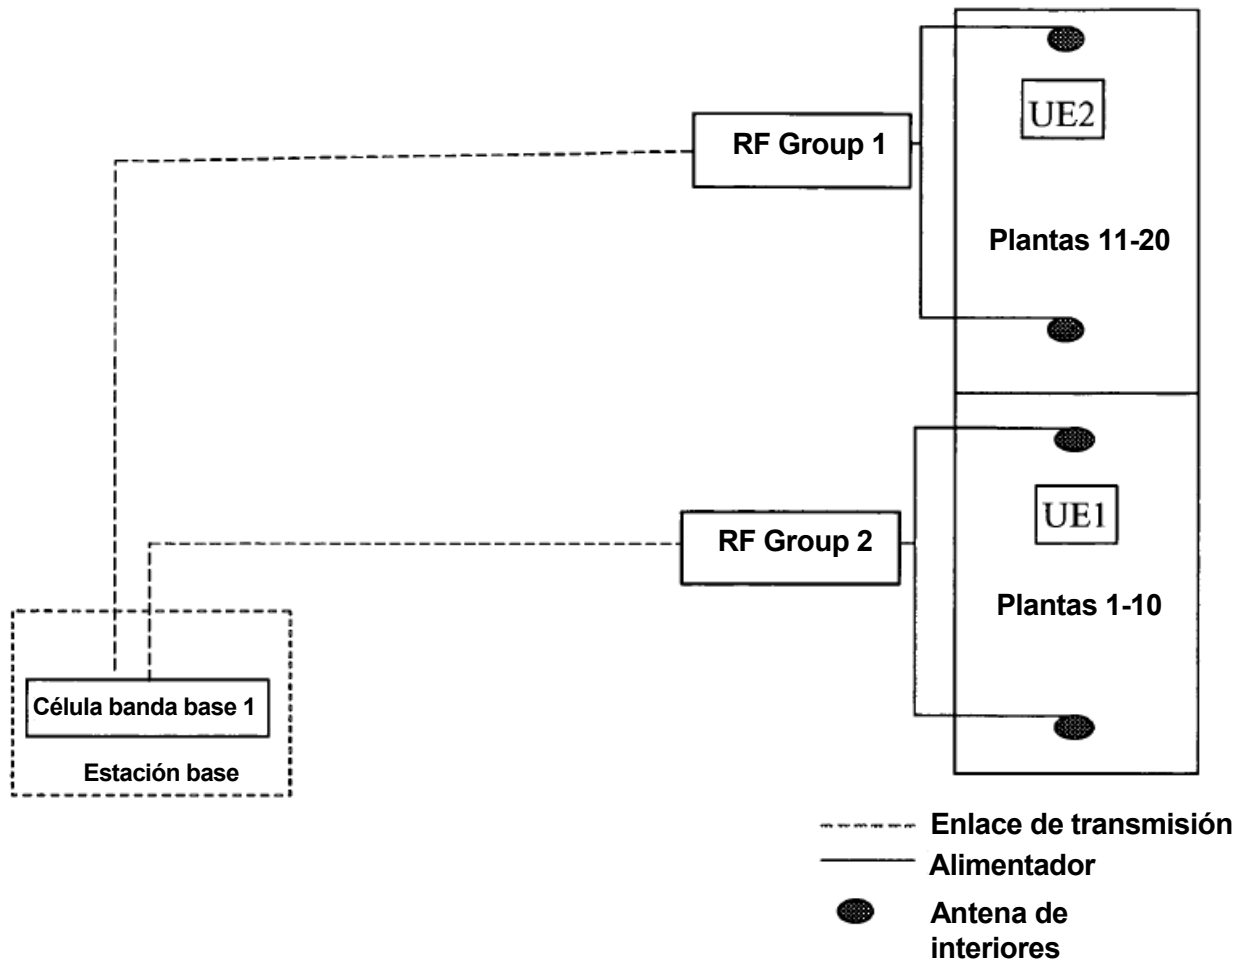 UE2
RF Group 1
Plantas 11-20
UE1
RF Group 2
Plantas 1-10
Célula banda base 1
Estación base
Enlace de transmisión
Alimentador
Antena de
interiores